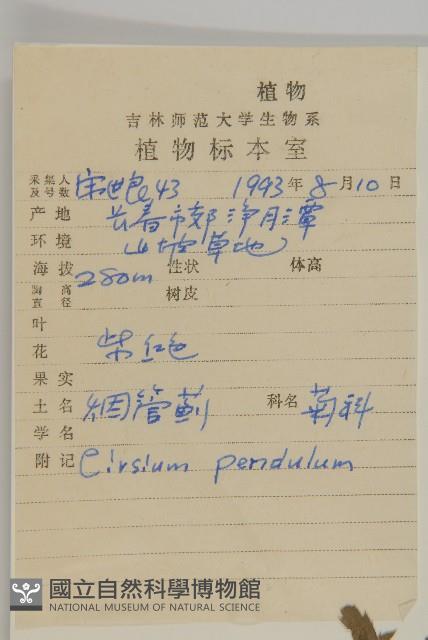 植物
吉林师范大学生物系
植物标本室
采集人及号数 宋世良43 1993年8月10日
产地 长春市郊净月潭
环境 山坡草地
海拔 280m 性状 体高
胸高直径 树皮
叶
花 紫红色
果实
土名 烟管蓟 科名 菊科
学名
附记 Cirsium pendulum
國立自然科學博物館
NATIONAL MUSEUM OF NATURAL SCIENCE